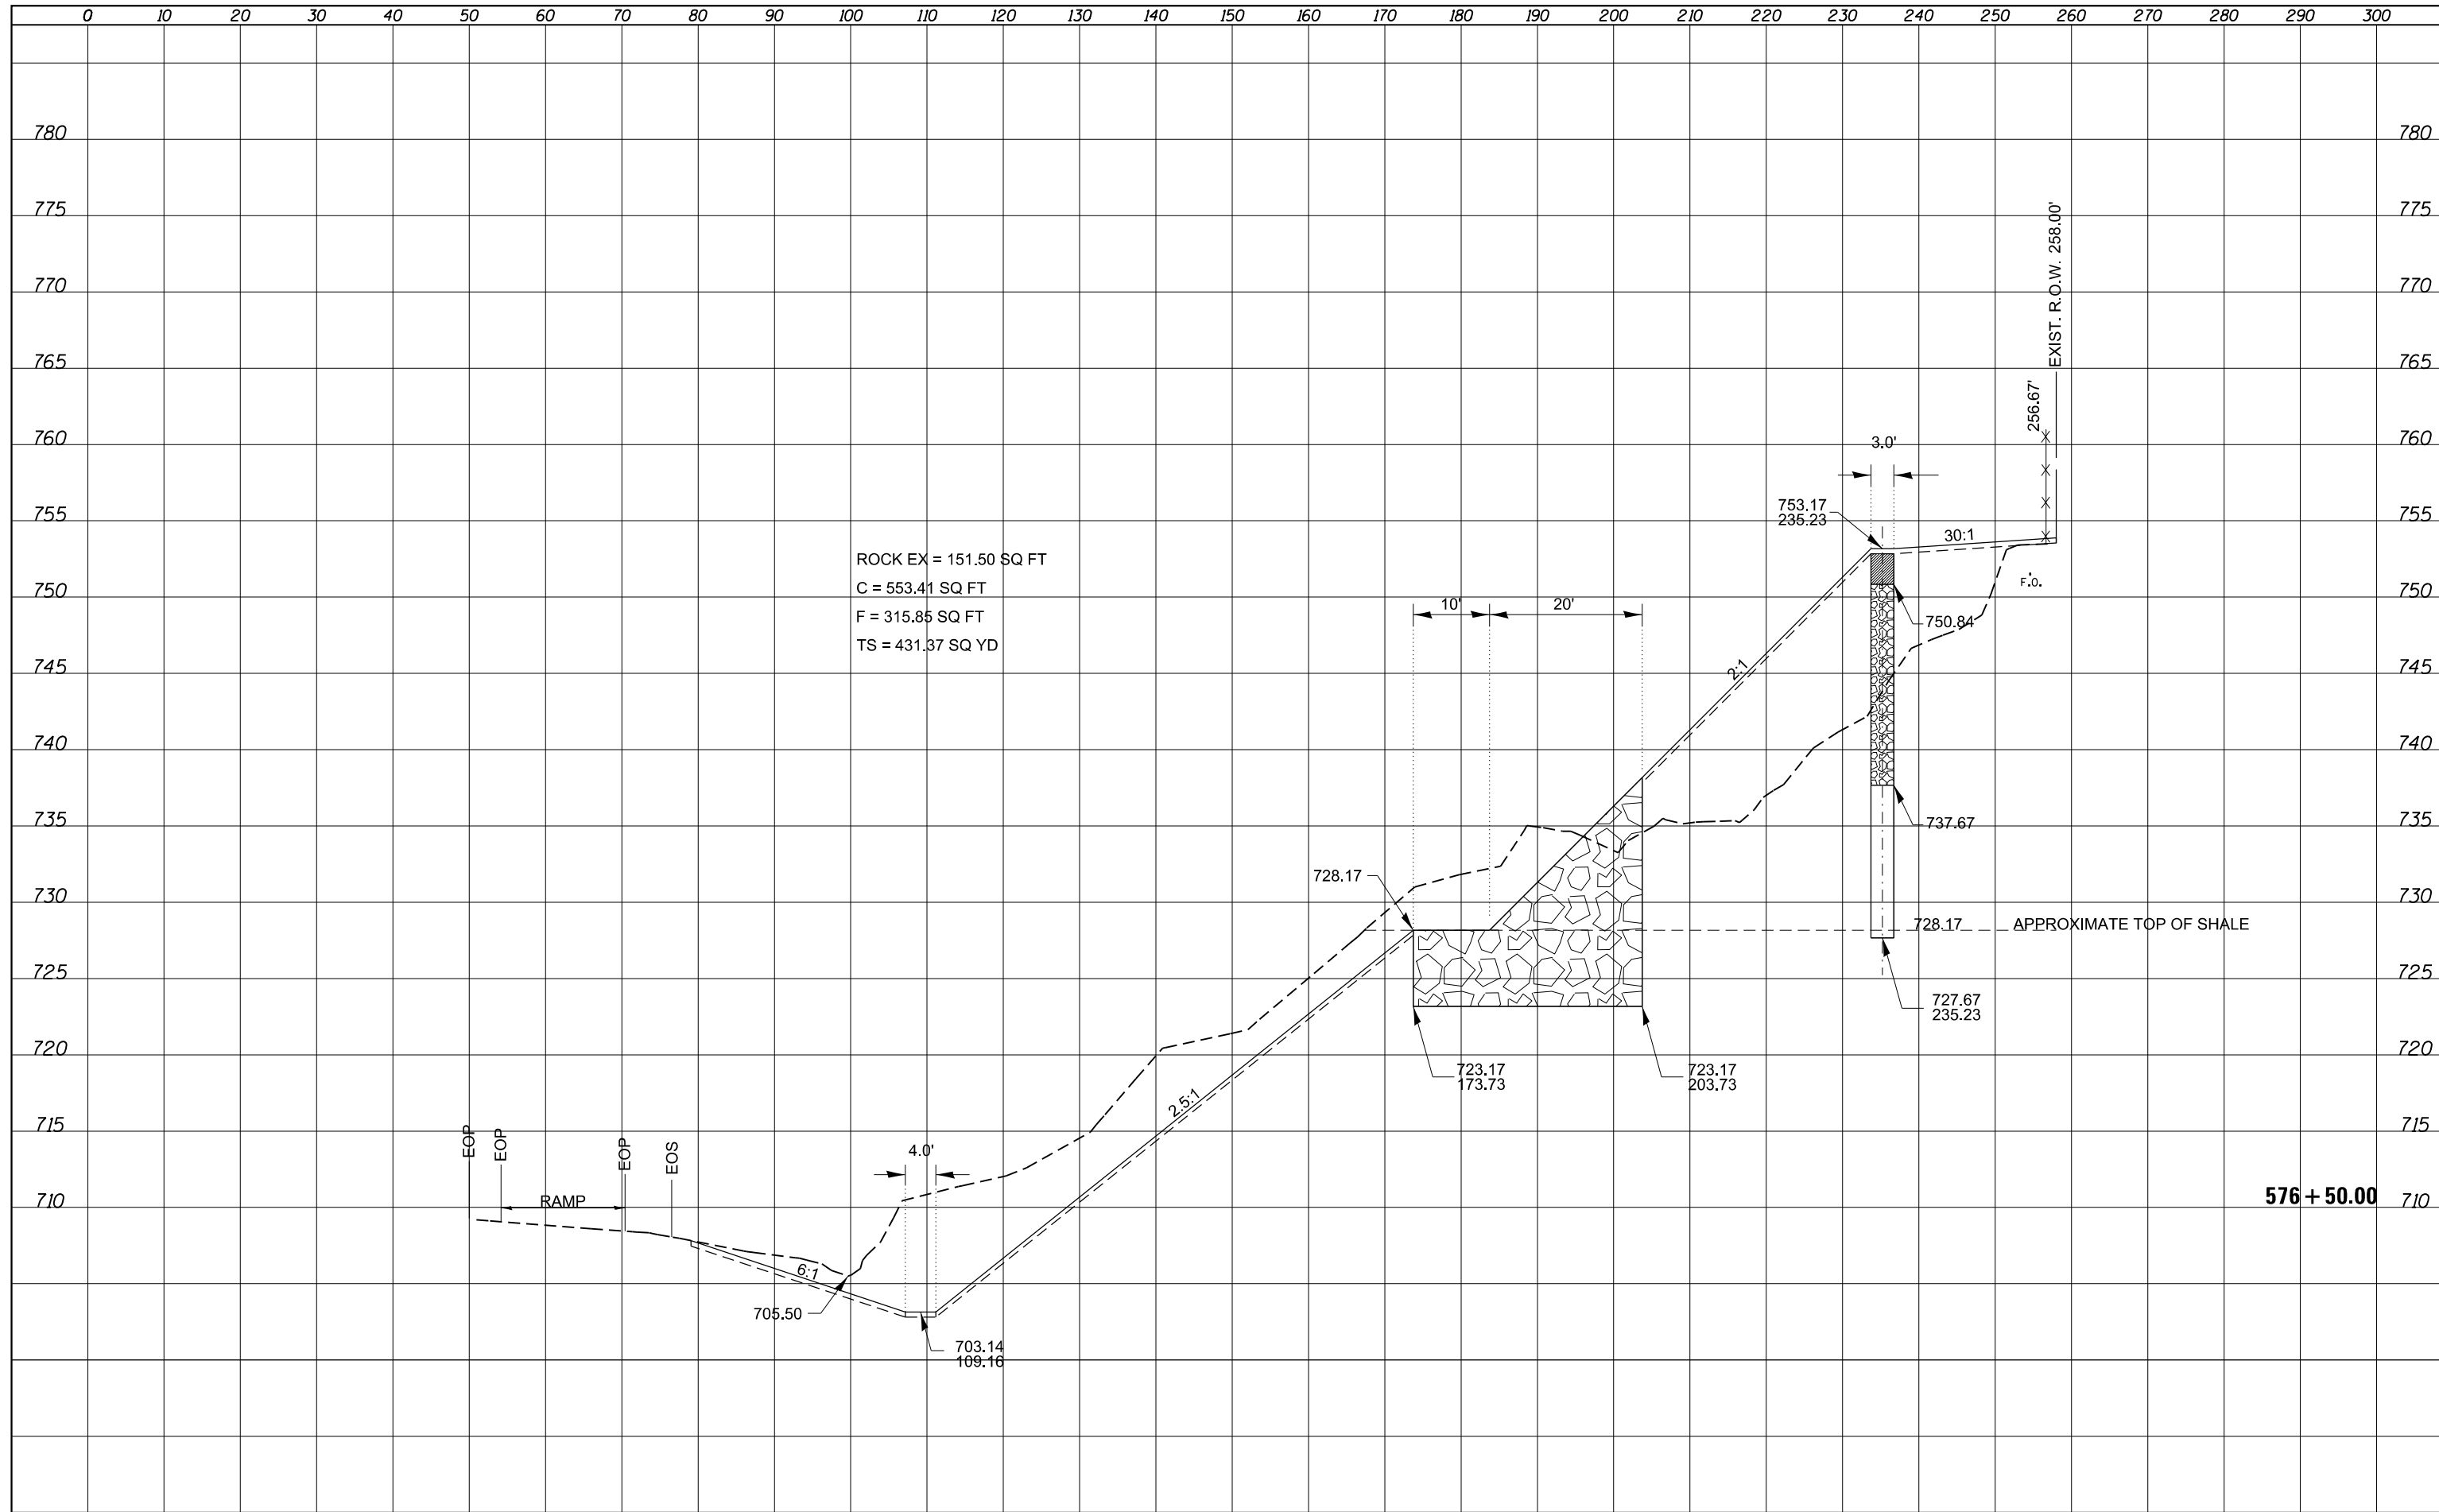 0 10 20 30 40 50 60 70 80 90 100 110 120 130 140 150 160 170 180 190 200 210 220 230 240 250 260 270 280 290 300
780 780
775 775
EXIST. R.O.W. 258.00'
770 770
765 765
256.67'
760 760
3.0'
753.17
235.23
755 755
30:1
ROCK EX = 151.50 SQ FT
C = 553.41 SQ FT
F = 315.85 SQ FT
TS = 431.37 SQ YD
F.O.
750 750
10' 20'
750.84
745 745
2:1
740 740
735 735
737.67
728.17
730 730
728.17 APPROXIMATE TOP OF SHALE
725 725
727.67
235.23
720 720
723.17
173.73
723.17
203.73
2.5:1
715 715
EOP
EOP
EOP
EOS
4.0'
RAMP
710 710
576+50.00
6:1
705.50
703.14
109.16